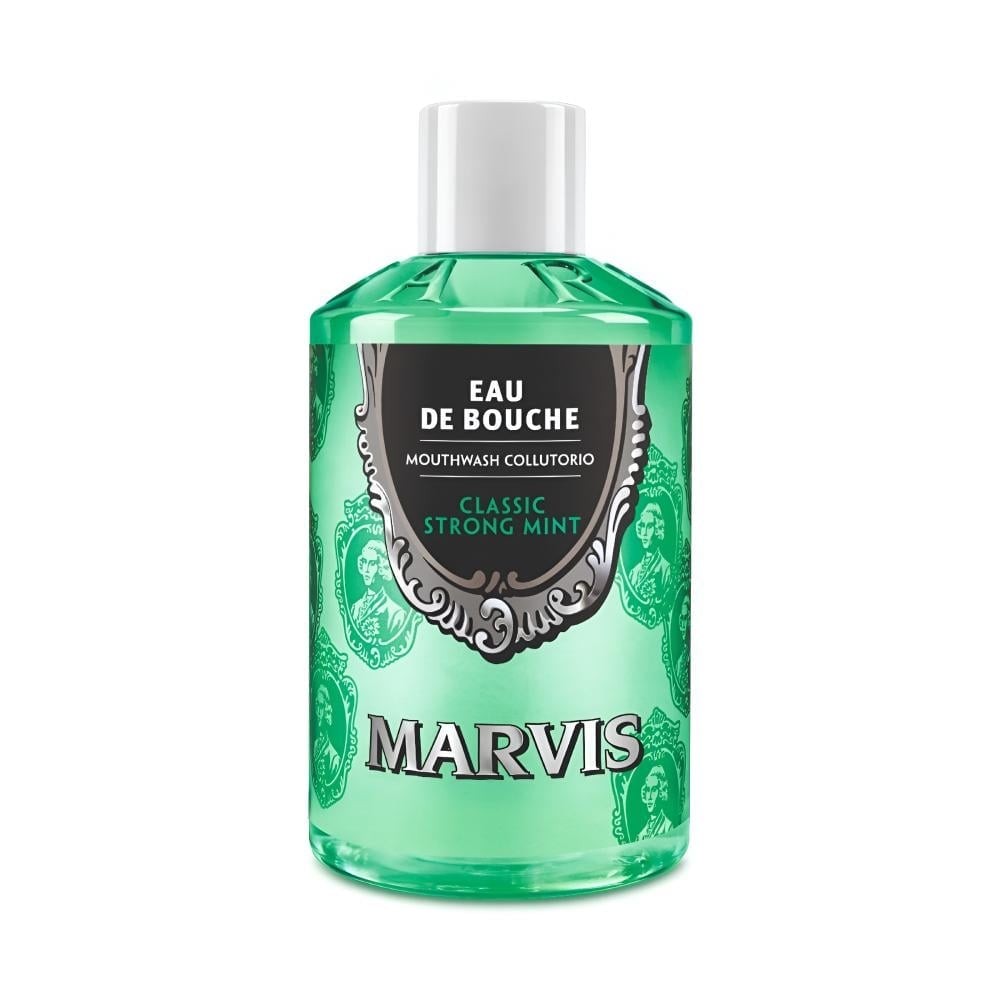 EAU
DE BOUCHE
MOUTHWASH COLLUTORIO
CLASSIC
STRONG MINT
MARVIS